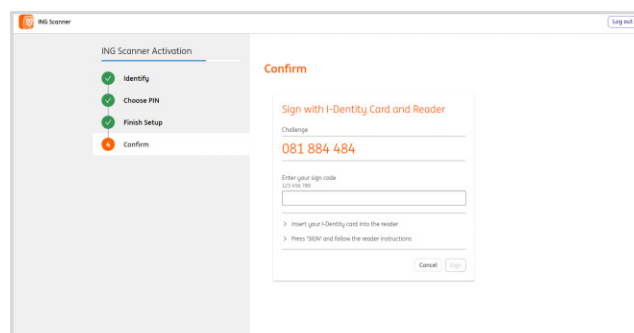 ING Scanner
Log out
ING Scanner Activation
Identify
Choose PIN
Finish Setup
4 Confirm
Confirm
Sign with I-Dentity Card and Reader
Challenge
081 884 484
Enter your sign code
123 456 789
> Insert your I-Dentity card into the reader
> Press 'SIGN' and follow the reader instructions
Cancel Sign